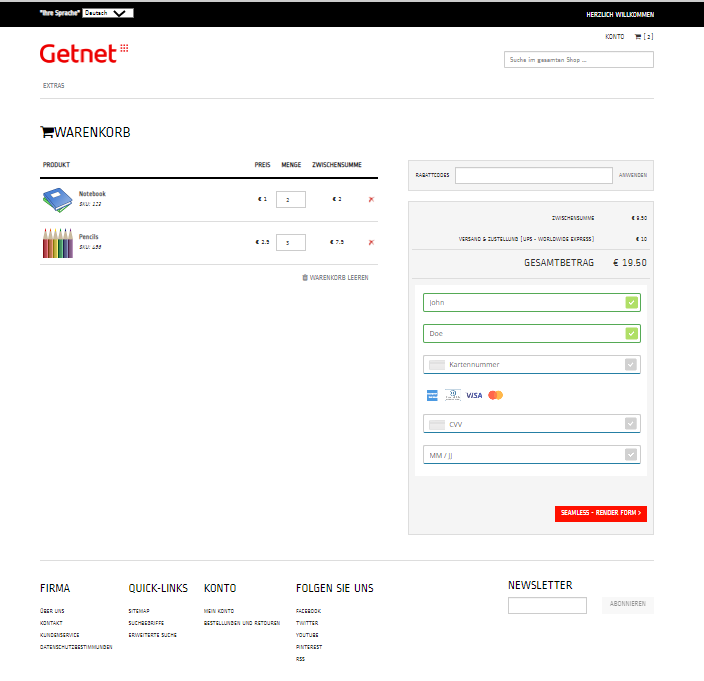 "Ihre Sprache" Deutsch
HERZLICH WILLKOMMEN
KONTO [2]
Getnet
Suche im gesamten Shop ...
EXTRAS
WARENKORB
PRODUKT PREIS MENGE ZWISCHENSUMME
Notebook
€ 1 2 € 2
Pencils
€ 2.5 3 € 7.5
WARENKORB LEEREN
RABATTCODES ANWENDEN
ZWISCHENSUMME € 9.50
VERSAND & ZUSTELLUNG [UPS - WORLDWIDE EXPRESS] € 10
GESAMTBETRAG € 19.50
John
Doe
Kartennummer
VISA
CVV
MM / JJ
SEAMLESS - RENDER FORM >
FIRMA
ÜBER UNS
KONTAKT
KUNDENSERVICE
DATENSCHUTZBESTIMMUNGEN
QUICK-LINKS
SITEMAP
SUCHBEGRIFFE
ERWEITERTE SUCHE
KONTO
MEIN KONTO
BESTELLUNGEN UND RETOUREN
FOLGEN SIE UNS
FACEBOOK
TWITTER
YOUTUBE
PINTEREST
RSS
NEWSLETTER
ABONNIEREN